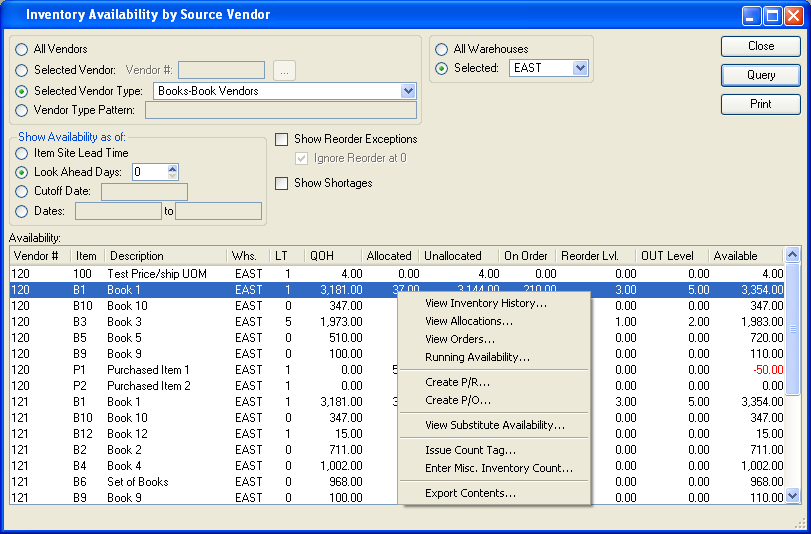 Inventory Availability by Source Vendor
All Vendors
Selected Vendor: Vendor #: ...
Selected Vendor Type: Books-Book Vendors
Vendor Type Pattern:
All Warehouses
Selected: EAST
Close
Query
Print
Show Availability as of:
Item Site Lead Time
Look Ahead Days: 0
Cutoff Date:
Dates: to
Show Reorder Exceptions
Ignore Reorder at 0
Show Shortages
Availability:
Vendor # Item Description Whs. LT QOH Allocated Unallocated On Order Reorder Lvl. OUT Level Available
120 100 Test Price/ship UOM EAST 1 4.00 0.00 4.00 0.00 0.00 0.00 4.00
120 B1 Book 1 EAST 1 3,181.00 37.00 3,144.00 210.00 3.00 5.00 3,354.00
120 B10 Book 10 EAST 0 347.00 0.00 0.00 347.00
120 B3 Book 3 EAST 5 1,973.00 1.00 2.00 1,983.00
120 B5 Book 5 EAST 0 510.00 0.00 0.00 720.00
120 B9 Book 9 EAST 0 100.00 0.00 0.00 110.00
120 P1 Purchased Item 1 EAST 1 0.00 5 0.00 0.00 -50.00
120 P2 Purchased Item 2 EAST 1 0.00 0.00 0.00 0.00
121 B1 Book 1 EAST 1 3,181.00 3 3.00 5.00 3,354.00
121 B10 Book 10 EAST 0 347.00 0.00 0.00 347.00
121 B12 Book 12 EAST 1 15.00 0.00 0.00 15.00
121 B2 Book 2 EAST 0 711.00 0.00 0.00 711.00
121 B4 Book 4 EAST 0 1,002.00 0.00 0.00 1,002.00
121 B6 Set of Books EAST 0 968.00 0.00 0.00 968.00
121 B9 Book 9 EAST 0 100.00 0.00 0.00 110.00
View Inventory History...
View Allocations...
View Orders...
Running Availability...
Create P/R...
Create P/O...
View Substitute Availability...
Issue Count Tag...
Enter Misc. Inventory Count...
Export Contents...